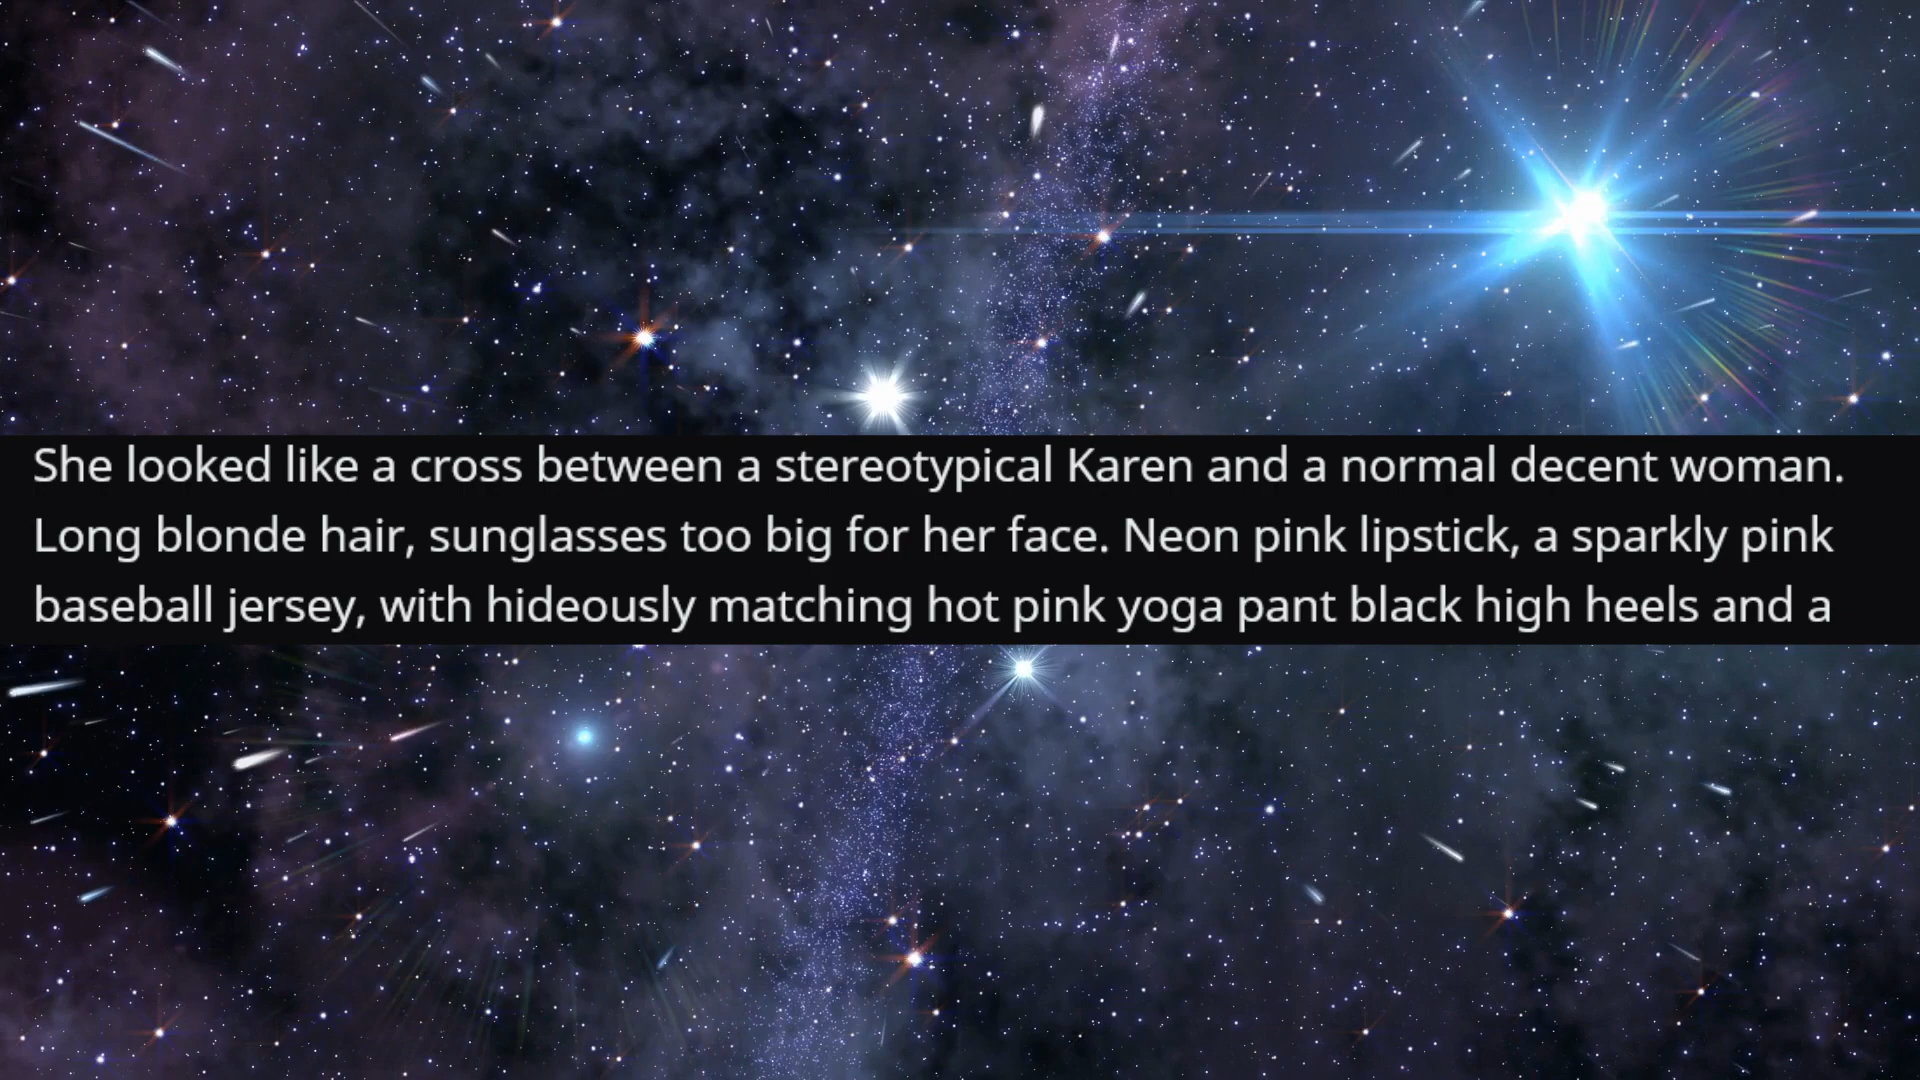 She looked like a cross between a stereotypical Karen and a normal decent woman.
Long blonde hair, sunglasses too big for her face. Neon pink lipstick, a sparkly pink
baseball jersey, with hideously matching hot pink yoga pant black high heels and a